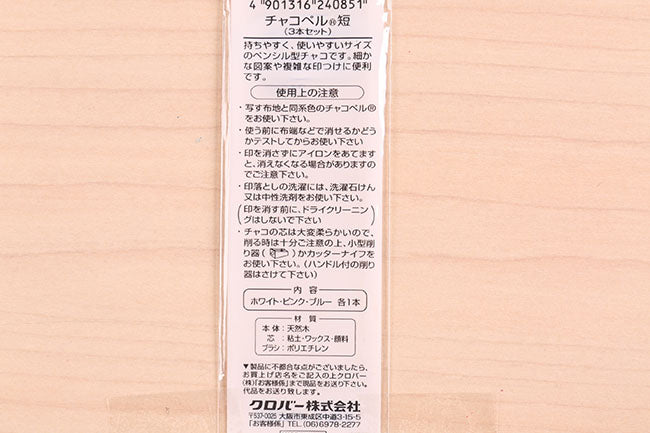 4 901316 240851
チャコペル®短
(3本セット)
持ちやすく、使いやすいサイズ
のペンシル型チャコです。細か
な図案や複雑な印つけに便利
です。
使用上の注意
・写す布地と同系色のチャコペル®
をお使い下さい。
・使う前に布端などで消せるかどう
かテストしてからお使い下さい
・印を消さずにアイロンをあてます
と、消えなくなる場合があります
のでご注意下さい。
・印落としの洗濯には、洗濯石けん
又は中性洗剤をお使い下さい。
(印を消す前に、ドライクリーニン
グはしないで下さい)
・チャコの芯は大変柔らかいので、
削る時は十分ご注意の上、小型削
り器( )かカッターナイフを
お使い下さい。(ハンドル付の削り
器はさけて下さい)
内容
ホワイト・ピンク・ブルー 各1本
材質
本体:天然木
芯:粘土・ワックス・顔料
ブラシ:ポリエチレン
▼製品に不都合な点がございましたら、
お買上げ店名をご記入の上クロバー
(株)「お客様係」まで現品をお送り下さい。
代品をお送り致します。
クロバー株式会社
〒537-0025 大阪市東成区中道3-15-5
「お客様係」TEL.(06)6978-2277